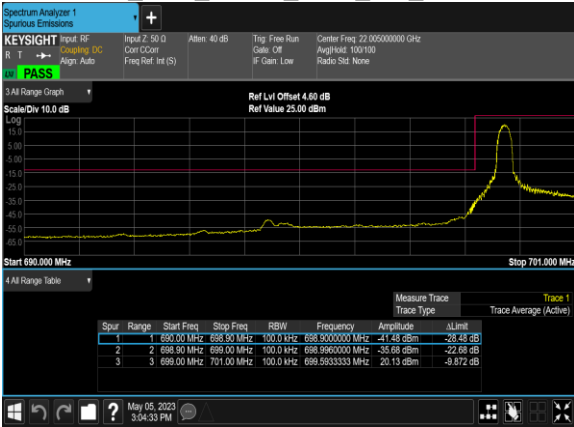 Spectrum Analyzer 1
Spurious Emissions
KEYSIGHT Input: RF Input Z: 50 Ω Atten: 40 dB Trig: Free Run Center Freq: 22.005000000 GHz
R T Coupling: DC Corr CCorr Gate: Off Avg|Hold: 100/100
Align: Auto Freq Ref: Int (S) IF Gain: Low Radio Std: None
PASS
3 All Range Graph
Ref Lvl Offset 4.60 dB
Scale/Div 10.0 dB Ref Value 25.00 dBm
Log
15.0
5.00
-5.00
-15.0
-25.0
-35.0
-45.0
-55.0
-65.0
Start 690.000 MHz Stop 701.000 MHz
4 All Range Table
Measure Trace Trace 1
Trace Type Trace Average (Active)
Spur Range Start Freq Stop Freq RBW Frequency Amplitude ΔLimit
1 1 690.00 MHz 698.90 MHz 100.0 kHz 698.9000000 MHz -41.48 dBm -28.48 dB
2 2 698.90 MHz 699.00 MHz 100.0 kHz 698.9960000 MHz -35.68 dBm -22.68 dB
3 3 699.00 MHz 701.00 MHz 100.0 kHz 699.5933333 MHz 20.13 dBm -9.872 dB
? May 05, 2023
3:04:33 PM